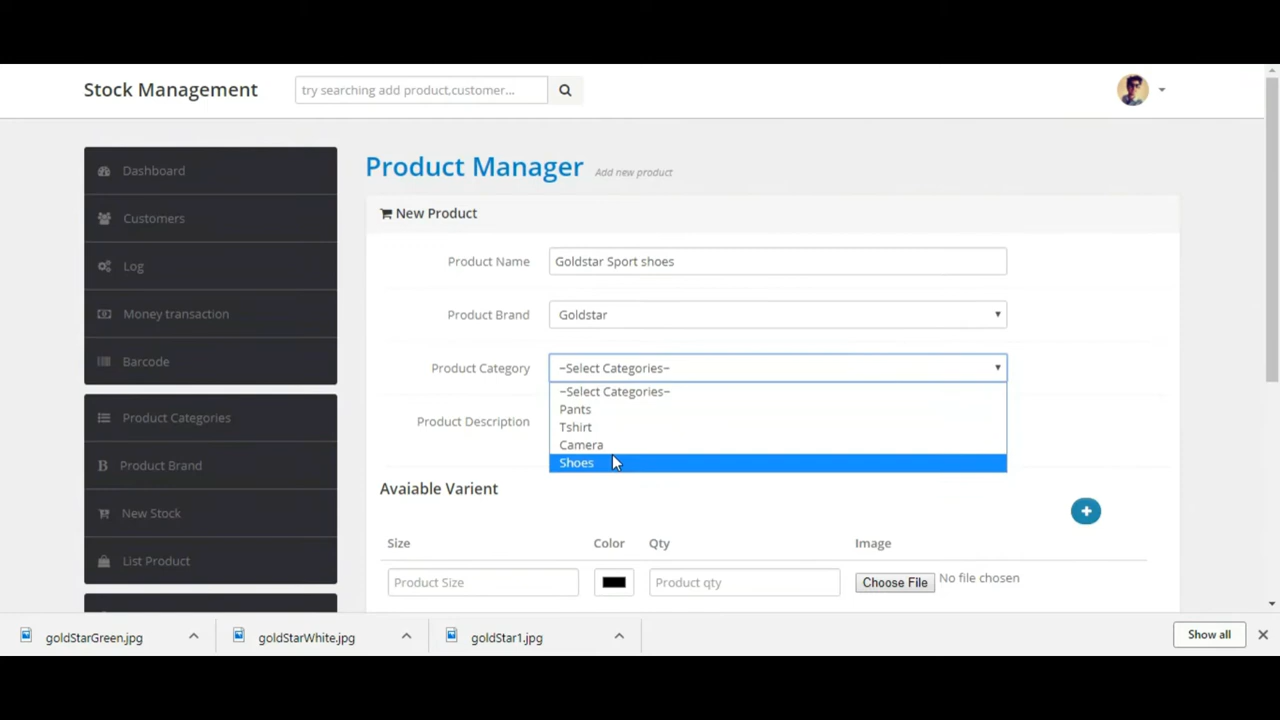 Stock Management
try searching add product,customer...
Dashboard
Customers
Log
Money transaction
Barcode
Product Categories
B Product Brand
New Stock
List Product
Product Manager Add new product
New Product
Product Name Goldstar Sport shoes
Product Brand Goldstar
Product Category -Select Categories-
-Select Categories-
Pants
Tshirt
Camera
Shoes
Product Description
Avaiable Varient
Size Color Qty Image
Product Size Product qty Choose File No file chosen
goldStarGreen.jpg goldStarWhite.jpg goldStar1.jpg Show all